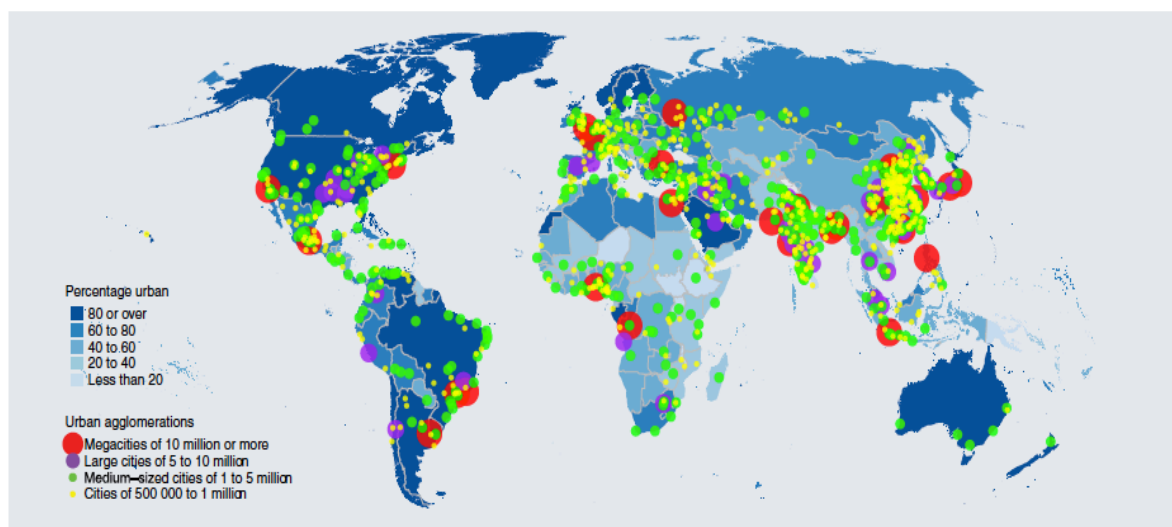 Percentage urban
80 or over
60 to 80
40 to 60
20 to 40
Less than 20
Urban agglomerations
Megacities of 10 million or more
Large cities of 5 to 10 million
Medium–sized cities of 1 to 5 million
Cities of 500 000 to 1 million